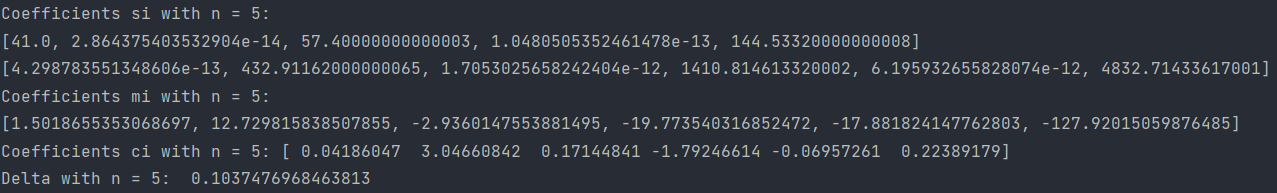 Coefficients si with n = 5:
[41.0, 2.864375403532904e-14, 57.40000000000003, 1.0480505352461478e-13, 144.53320000000008]
[4.298783551348606e-13, 432.91162000000065, 1.7053025658242404e-12, 1410.814613320002, 6.195932655828074e-12, 4832.71433617001]
Coefficients mi with n = 5:
[1.5018655353068697, 12.729815838507855, -2.9360147553881495, -19.773540316852472, -17.881824147762803, -127.92015059876485]
Coefficients ci with n = 5: [ 0.04186047  3.04660842  0.17144841 -1.79246614 -0.06957261  0.22389179]
Delta with n = 5:  0.1037476968463813